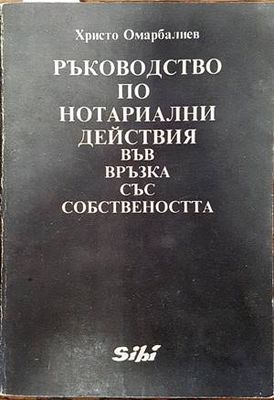 Христо Омарбалиев
РЪКОВОДСТВО
ПО
НОТАРИАЛНИ
ДЕЙСТВИЯ
ВЪВ
ВРЪЗКА
СЪС
СОБСТВЕНОСТТА
Sibi